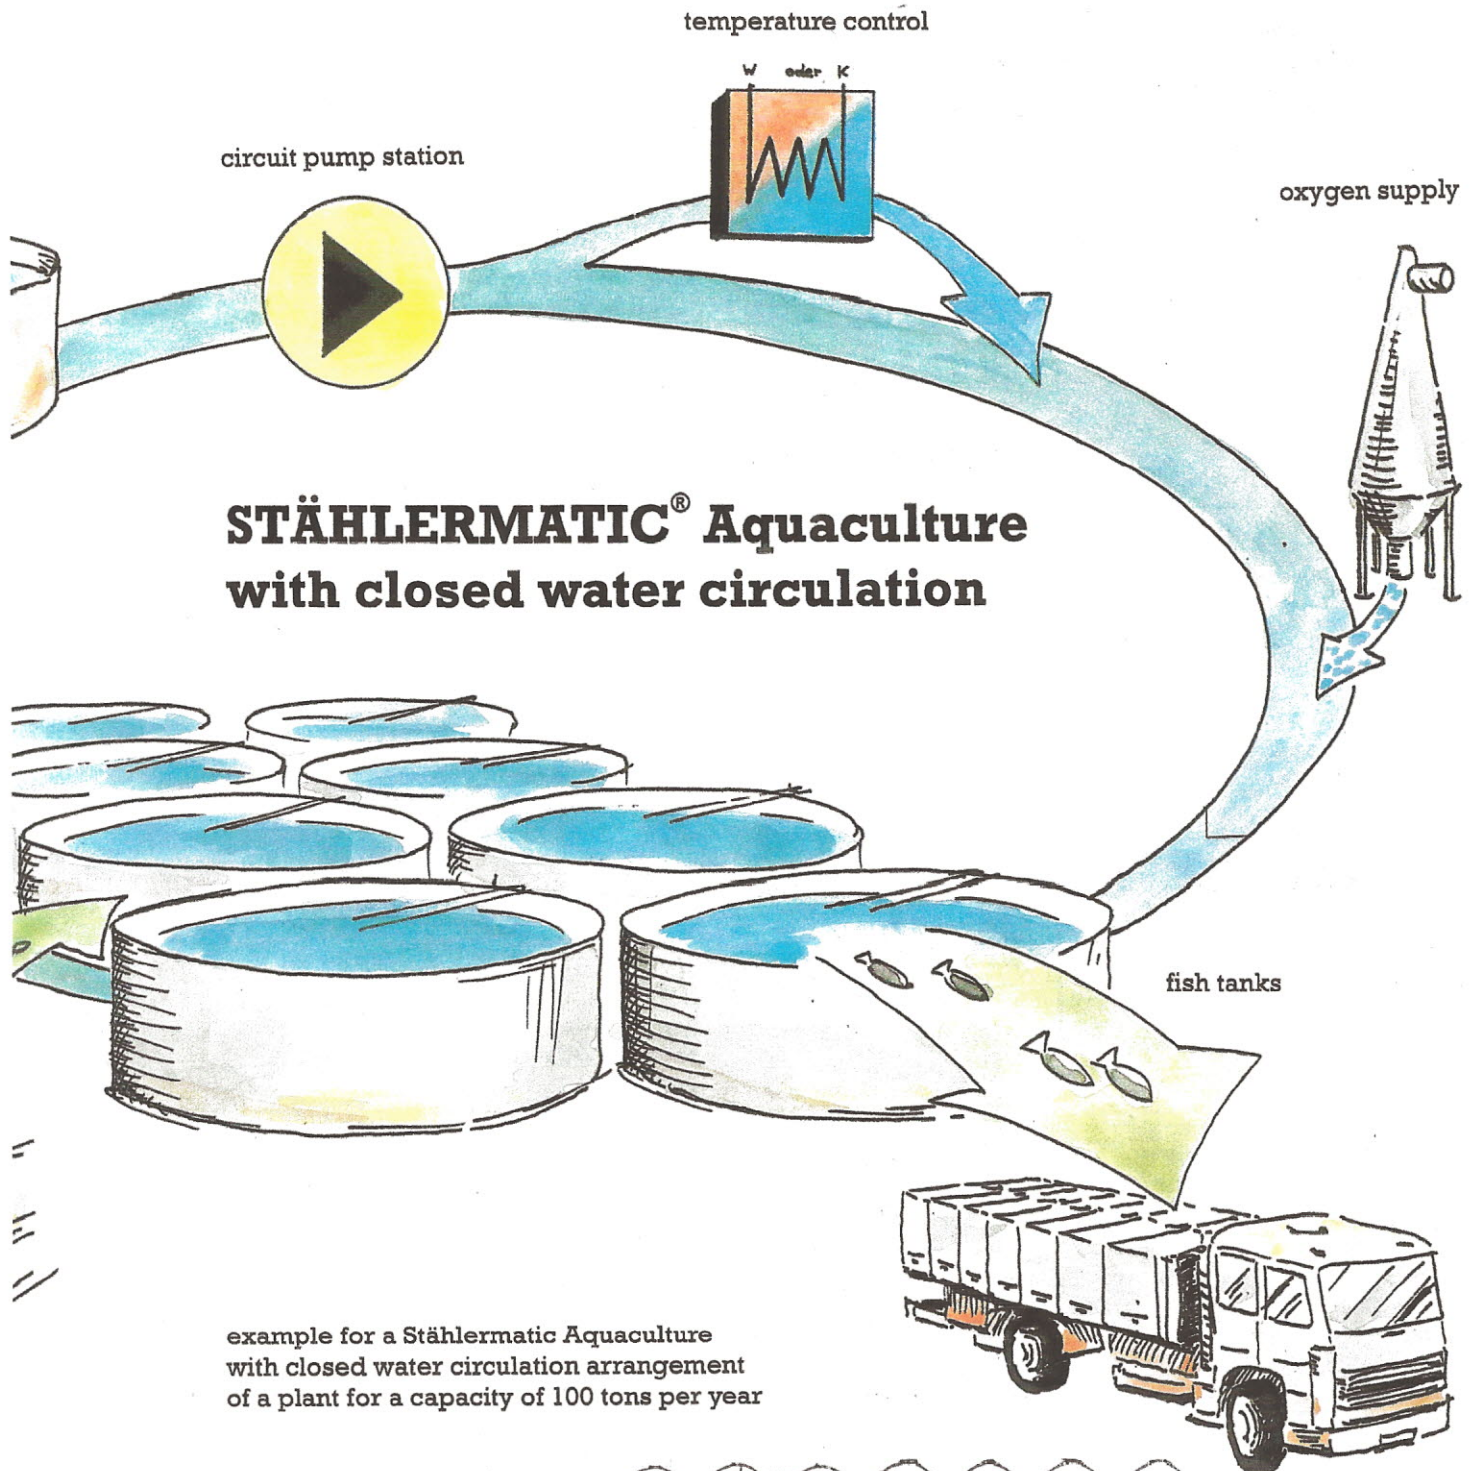 temperature control
W oder K
circuit pump station
oxygen supply
STÄHLERMATIC® Aquaculture
with closed water circulation
fish tanks
example for a Stählermatic Aquaculture
with closed water circulation arrangement
of a plant for a capacity of 100 tons per year